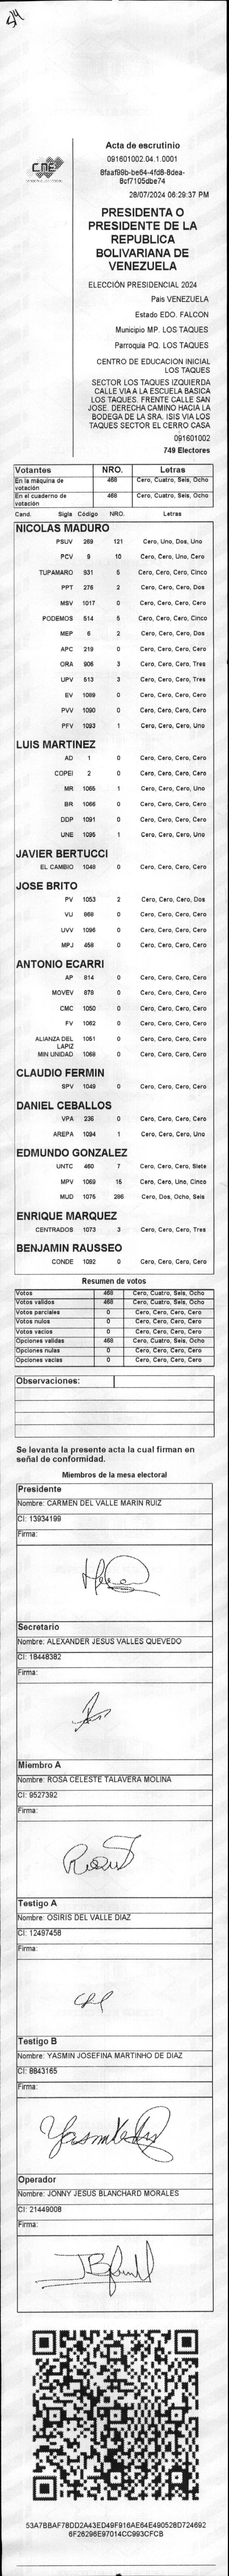 44
CNE
Acta de escrutinio
091601002.04.1.0001
8faaf99b-be64-4fd8-8dea-
8cf7105dbe74
28/07/2024 06:29:37 PM
PRESIDENTA O
PRESIDENTE DE LA
REPUBLICA
BOLIVARIANA DE
VENEZUELA
ELECCIÓN PRESIDENCIAL 2024
Pais VENEZUELA
Estado EDO. FALCON
Municipio MP. LOS TAQUES
Parroquia PQ. LOS TAQUES
CENTRO DE EDUCACION INICIAL
LOS TAQUES
SECTOR LOS TAQUES IZQUIERDA
CALLE VIA A LA ESCUELA BASICA
LOS TAQUES. FRENTE CALLE SAN
JOSE. DERECHA CAMINO HACIA LA
BODEGA DE LA SRA. ISIS VIA LOS
TAQUES SECTOR EL CERRO CASA
091601002
749 Electores
Votantes NRO. Letras
En la máquina de votación 468 Cero, Cuatro, Seis, Ocho
En el cuaderno de votación 468 Cero, Cuatro, Seis, Ocho
Cand. Sigla Código NRO. Letras
NICOLAS MADURO
PSUV 269 121 Cero, Uno, Dos, Uno
PCV 9 10 Cero, Cero, Uno, Cero
TUPAMARO 931 5 Cero, Cero, Cero, Cinco
PPT 276 2 Cero, Cero, Cero, Dos
MSV 1017 0 Cero, Cero, Cero, Cero
PODEMOS 514 5 Cero, Cero, Cero, Cinco
MEP 6 2 Cero, Cero, Cero, Dos
APC 219 0 Cero, Cero, Cero, Cero
ORA 906 3 Cero, Cero, Cero, Tres
UPV 613 3 Cero, Cero, Cero, Tres
EV 1089 0 Cero, Cero, Cero, Cero
PVV 1090 0 Cero, Cero, Cero, Cero
PFV 1093 1 Cero, Cero, Cero, Uno
LUIS MARTINEZ
AD 1 0 Cero, Cero, Cero, Cero
COPEI 2 0 Cero, Cero, Cero, Cero
MR 1065 1 Cero, Cero, Cero, Uno
BR 1066 0 Cero, Cero, Cero, Cero
DDP 1091 0 Cero, Cero, Cero, Cero
UNE 1095 1 Cero, Cero, Cero, Uno
JAVIER BERTUCCI
EL CAMBIO 1046 0 Cero, Cero, Cero, Cero
JOSE BRITO
PV 1053 2 Cero, Cero, Cero, Dos
VU 868 0 Cero, Cero, Cero, Cero
UVV 1096 0 Cero, Cero, Cero, Cero
MPJ 458 0 Cero, Cero, Cero, Cero
ANTONIO ECARRI
AP 814 0 Cero, Cero, Cero, Cero
MOVEV 879 0 Cero, Cero, Cero, Cero
CMC 1050 0 Cero, Cero, Cero, Cero
FV 1062 0 Cero, Cero, Cero, Cero
ALIANZA DEL LAPIZ 1051 0 Cero, Cero, Cero, Cero
MIN UNIDAD 1068 0 Cero, Cero, Cero, Cero
CLAUDIO FERMIN
SPV 1049 0 Cero, Cero, Cero, Cero
DANIEL CEBALLOS
VPA 236 0 Cero, Cero, Cero, Cero
AREPA 1094 1 Cero, Cero, Cero, Uno
EDMUNDO GONZALEZ
UNTC 460 7 Cero, Cero, Cero, Siete
MPV 1069 15 Cero, Cero, Uno, Cinco
MUD 1075 286 Cero, Dos, Ocho, Seis
ENRIQUE MARQUEZ
CENTRADOS 1073 3 Cero, Cero, Cero, Tres
BENJAMIN RAUSSEO
CONDE 1092 0 Cero, Cero, Cero, Cero
Resumen de votos
Votos 468 Cero, Cuatro, Seis, Ocho
Votos validos 468 Cero, Cuatro, Seis, Ocho
Votos parciales 0 Cero, Cero, Cero, Cero
Votos nulos 0 Cero, Cero, Cero, Cero
Votos vacios 0 Cero, Cero, Cero, Cero
Opciones validas 468 Cero, Cuatro, Seis, Ocho
Opciones nulas 0 Cero, Cero, Cero, Cero
Opciones vacias 0 Cero, Cero, Cero, Cero
Observaciones:
Se levanta la presente acta la cual firman en
señal de conformidad.
Miembros de la mesa electoral
Presidente
Nombre: CARMEN DEL VALLE MARIN RUIZ
CI: 13934199
Firma:
Secretario
Nombre: ALEXANDER JESUS VALLES QUEVEDO
CI: 18448382
Firma:
Miembro A
Nombre: ROSA CELESTE TALAVERA MOLINA
CI: 9527392
Firma:
Testigo A
Nombre: OSIRIS DEL VALLE DIAZ
CI: 12497458
Firma:
Testigo B
Nombre: YASMIN JOSEFINA MARTINHO DE DIAZ
CI: 8843165
Firma:
Operador
Nombre: JONNY JESUS BLANCHARD MORALES
CI: 21449008
Firma:
53A7BBAF78DD2A43ED49F916AE64E490528D724692
6F26296E97014CC993CFCB